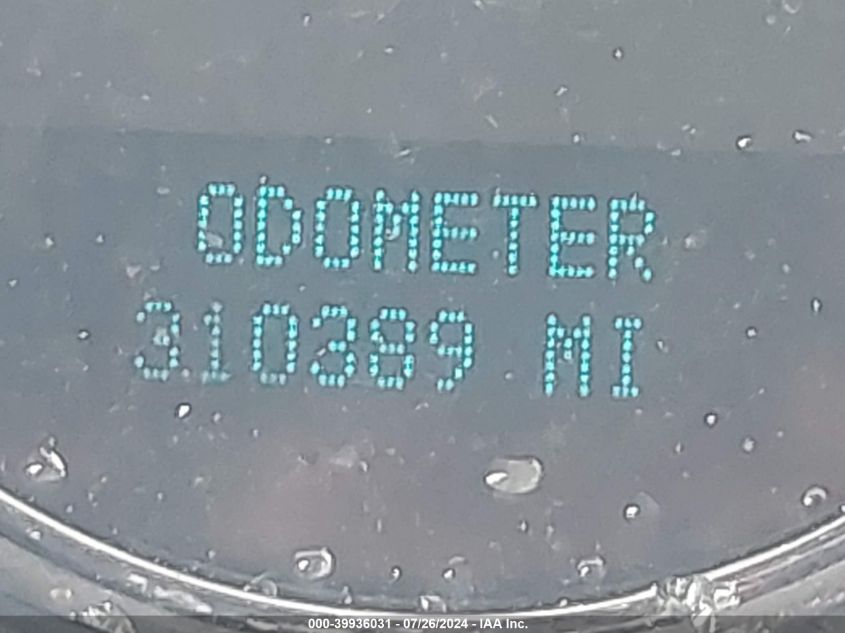 ODOMETER
310389 MI
000-39936031 - 07/26/2024 - IAA Inc.